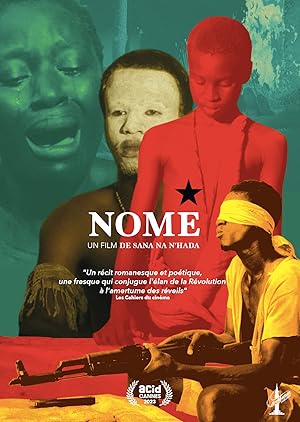 NOME
UN FILM DE SANA NA N'HADA
"Un récit romanesque et poétique,
une fresque qui conjugue l'élan de la Révolution
à l'amertume des réveils"
Les Cahiers du cinéma
acid
CANNES
2023